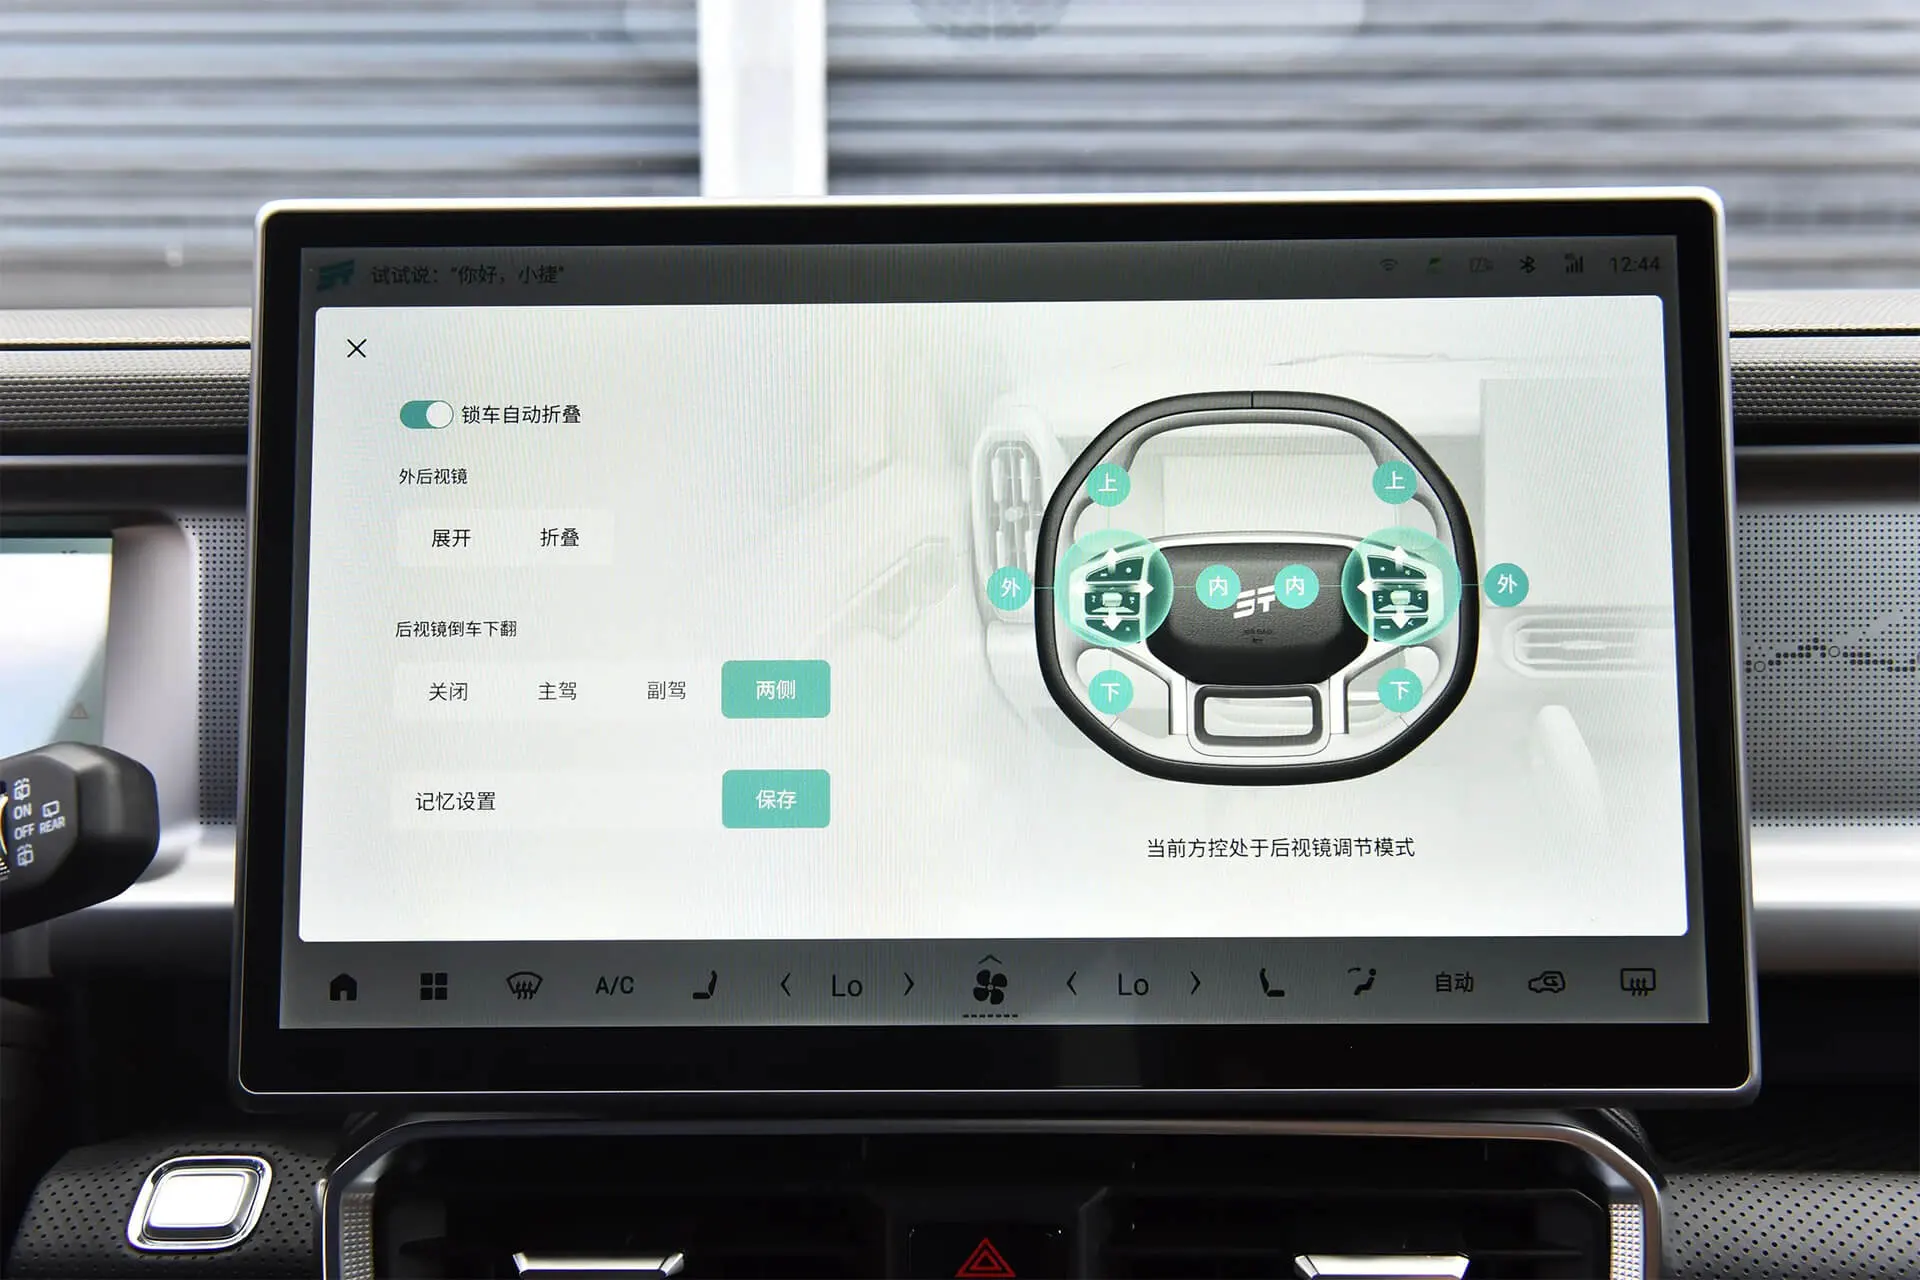 试试说：“你好，小捷”
12:44
锁车自动折叠
外后视镜
展开 折叠
后视镜倒车下翻
关闭 主驾 副驾 两侧
记忆设置 保存
上 上
外 内 内 外
下 下
当前方控处于后视镜调节模式
A/C Lo Lo 自动
ON
OFF REAR